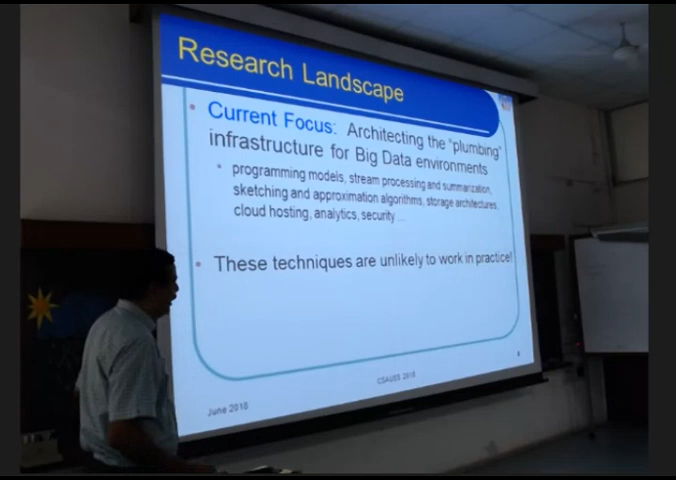 Research Landscape
Current Focus: Architecting the "plumbing"
infrastructure for Big Data environments
programming models, stream processing and summarization,
sketching and approximation algorithms, storage architectures,
cloud hosting, analytics, security ...
These techniques are unlikely to work in practice!
June 2018